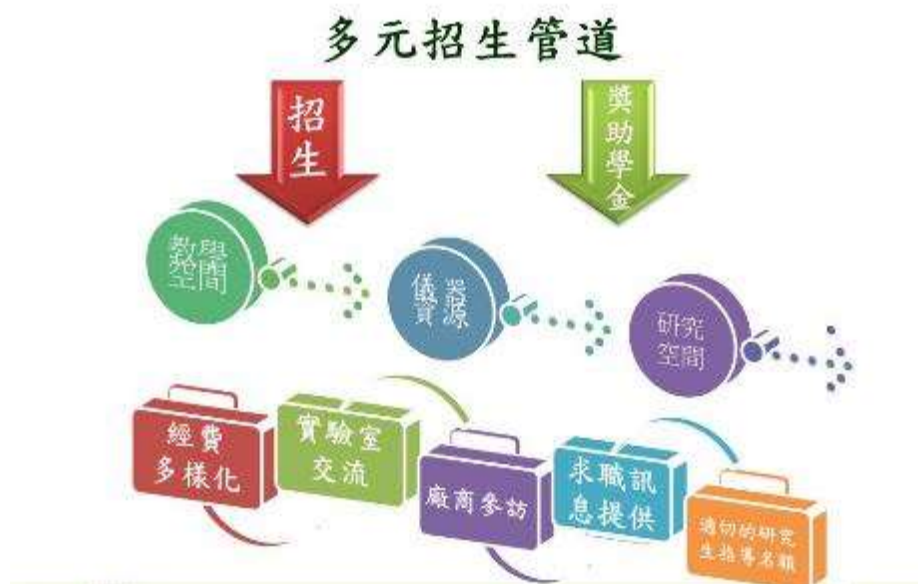 多元招生管道
招
生
獎
助
學
金
教學
空間
儀器
資源
研究
空間
經費
多樣化
實驗室
交流
廠商參訪
求職訊
息提供
適切的研究
生指導名額